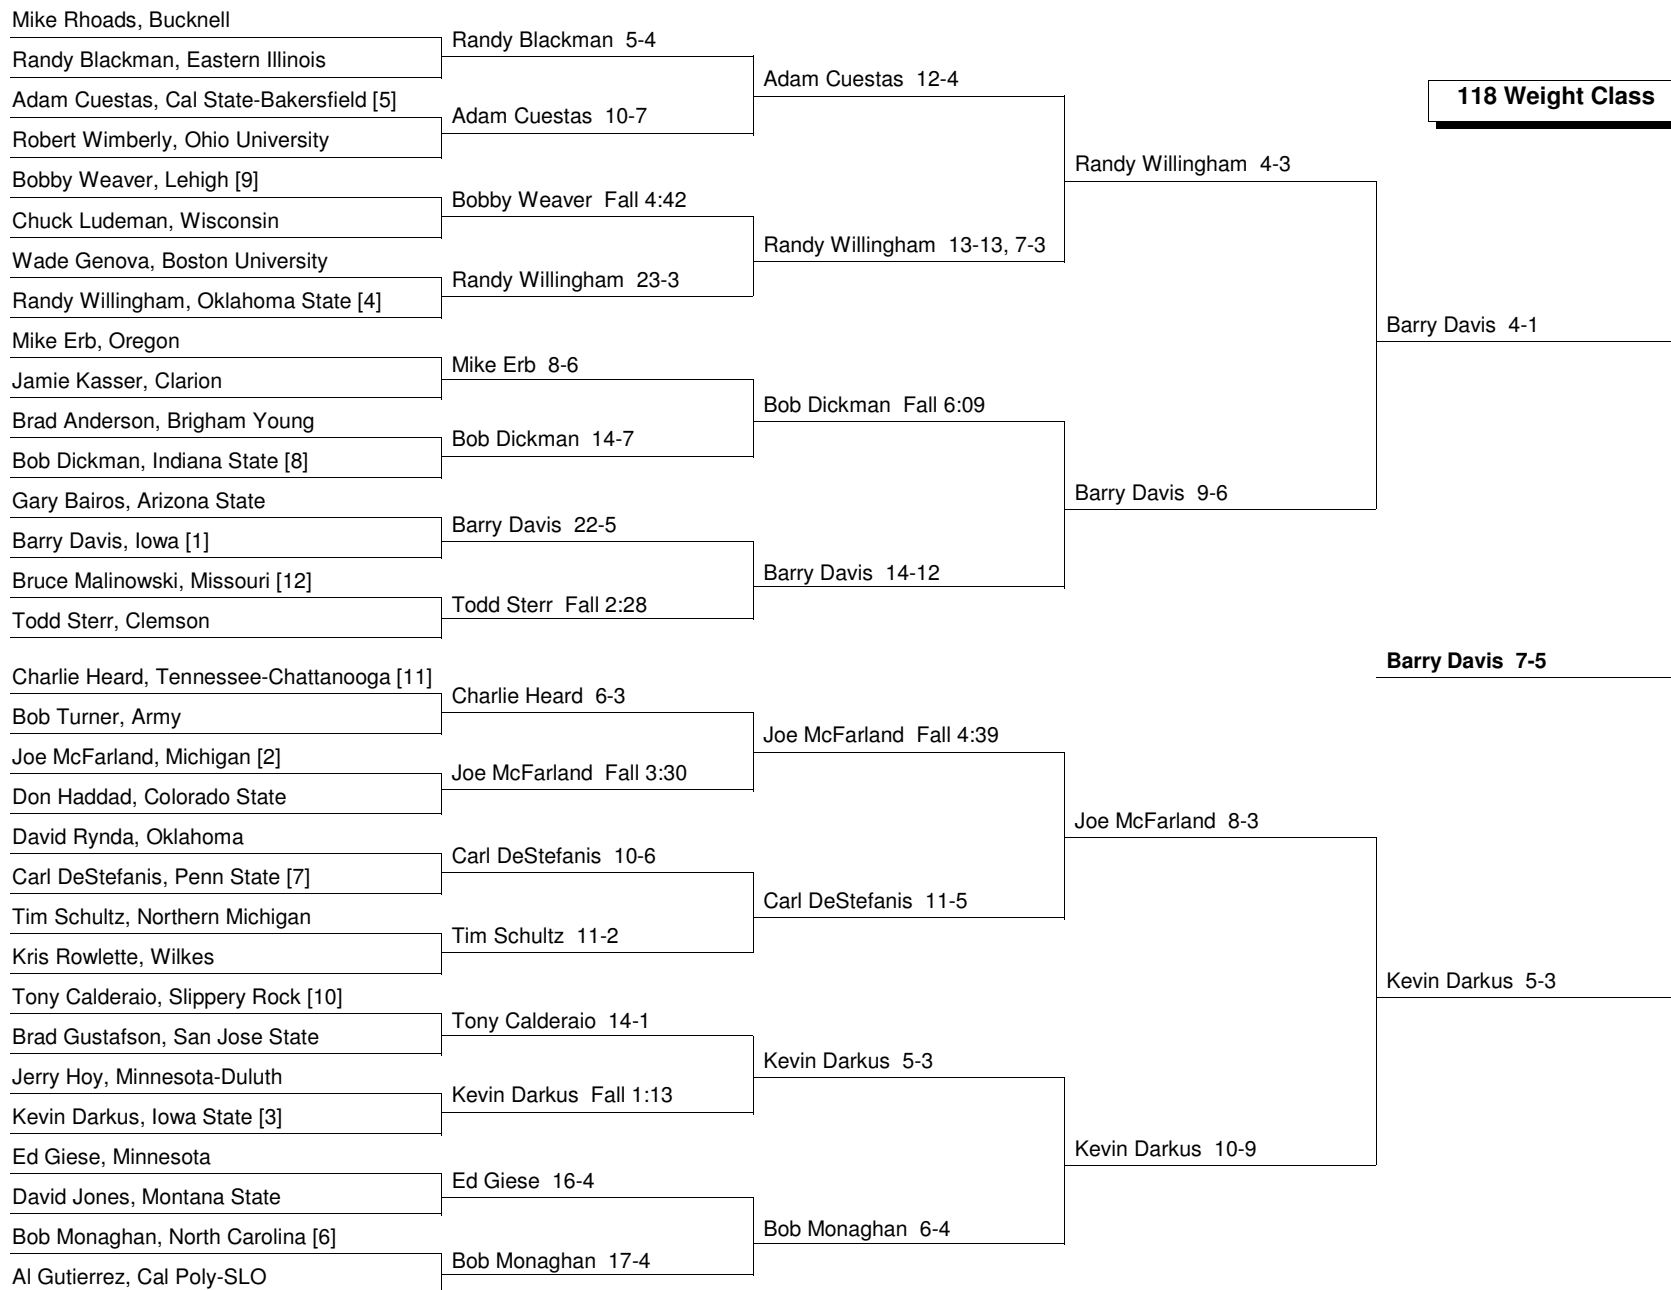 Mike Rhoads, Bucknell
Randy Blackman, Eastern Illinois
Adam Cuestas, Cal State-Bakersfield [5]
Robert Wimberly, Ohio University
Bobby Weaver, Lehigh [9]
Chuck Ludeman, Wisconsin
Wade Genova, Boston University
Randy Willingham, Oklahoma State [4]
Mike Erb, Oregon
Jamie Kasser, Clarion
Brad Anderson, Brigham Young
Bob Dickman, Indiana State [8]
Gary Bairos, Arizona State
Barry Davis, Iowa [1]
Bruce Malinowski, Missouri [12]
Todd Sterr, Clemson
Charlie Heard, Tennessee-Chattanooga [11]
Bob Turner, Army
Joe McFarland, Michigan [2]
Don Haddad, Colorado State
David Rynda, Oklahoma
Carl DeStefanis, Penn State [7]
Tim Schultz, Northern Michigan
Kris Rowlette, Wilkes
Tony Calderaio, Slippery Rock [10]
Brad Gustafson, San Jose State
Jerry Hoy, Minnesota-Duluth
Kevin Darkus, Iowa State [3]
Ed Giese, Minnesota
David Jones, Montana State
Bob Monaghan, North Carolina [6]
Al Gutierrez, Cal Poly-SLO
Randy Blackman 5-4
Adam Cuestas 10-7
Bobby Weaver Fall 4:42
Randy Willingham 23-3
Mike Erb 8-6
Bob Dickman 14-7
Barry Davis 22-5
Todd Sterr Fall 2:28
Charlie Heard 6-3
Joe McFarland Fall 3:30
Carl DeStefanis 10-6
Tim Schultz 11-2
Tony Calderaio 14-1
Kevin Darkus Fall 1:13
Ed Giese 16-4
Bob Monaghan 17-4
Adam Cuestas 12-4
Randy Willingham 13-13, 7-3
Bob Dickman Fall 6:09
Barry Davis 14-12
Joe McFarland Fall 4:39
Carl DeStefanis 11-5
Kevin Darkus 5-3
Bob Monaghan 6-4
Randy Willingham 4-3
Barry Davis 9-6
Joe McFarland 8-3
Kevin Darkus 10-9
118 Weight Class
Barry Davis 4-1
Barry Davis 7-5
Kevin Darkus 5-3